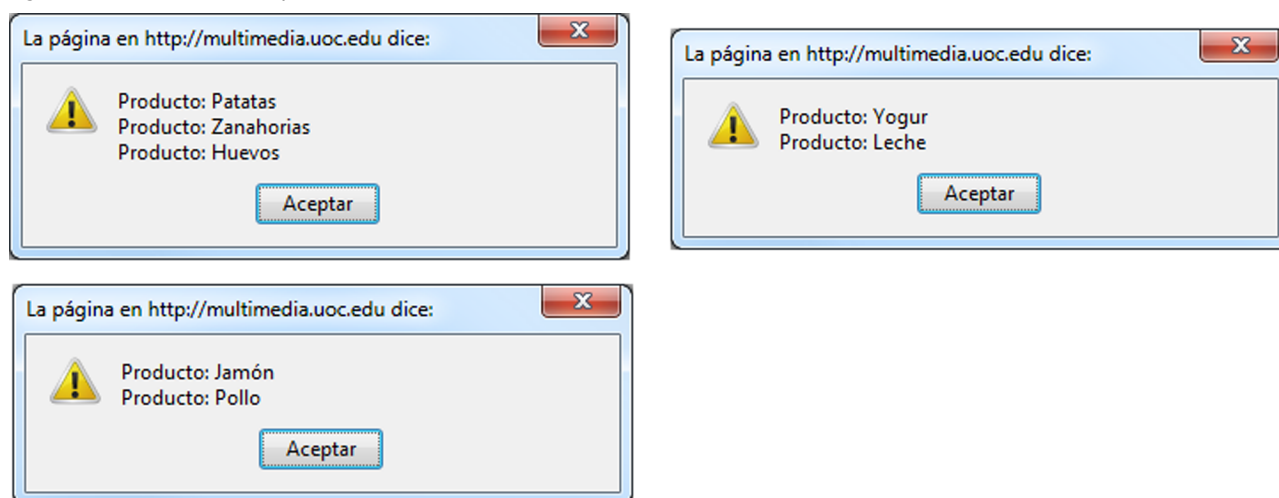 La página en http://multimedia.uoc.edu dice:
Producto: Patatas
Producto: Zanahorias
Producto: Huevos
Aceptar
La página en http://multimedia.uoc.edu dice:
Producto: Yogur
Producto: Leche
Aceptar
La página en http://multimedia.uoc.edu dice:
Producto: Jamón
Producto: Pollo
Aceptar